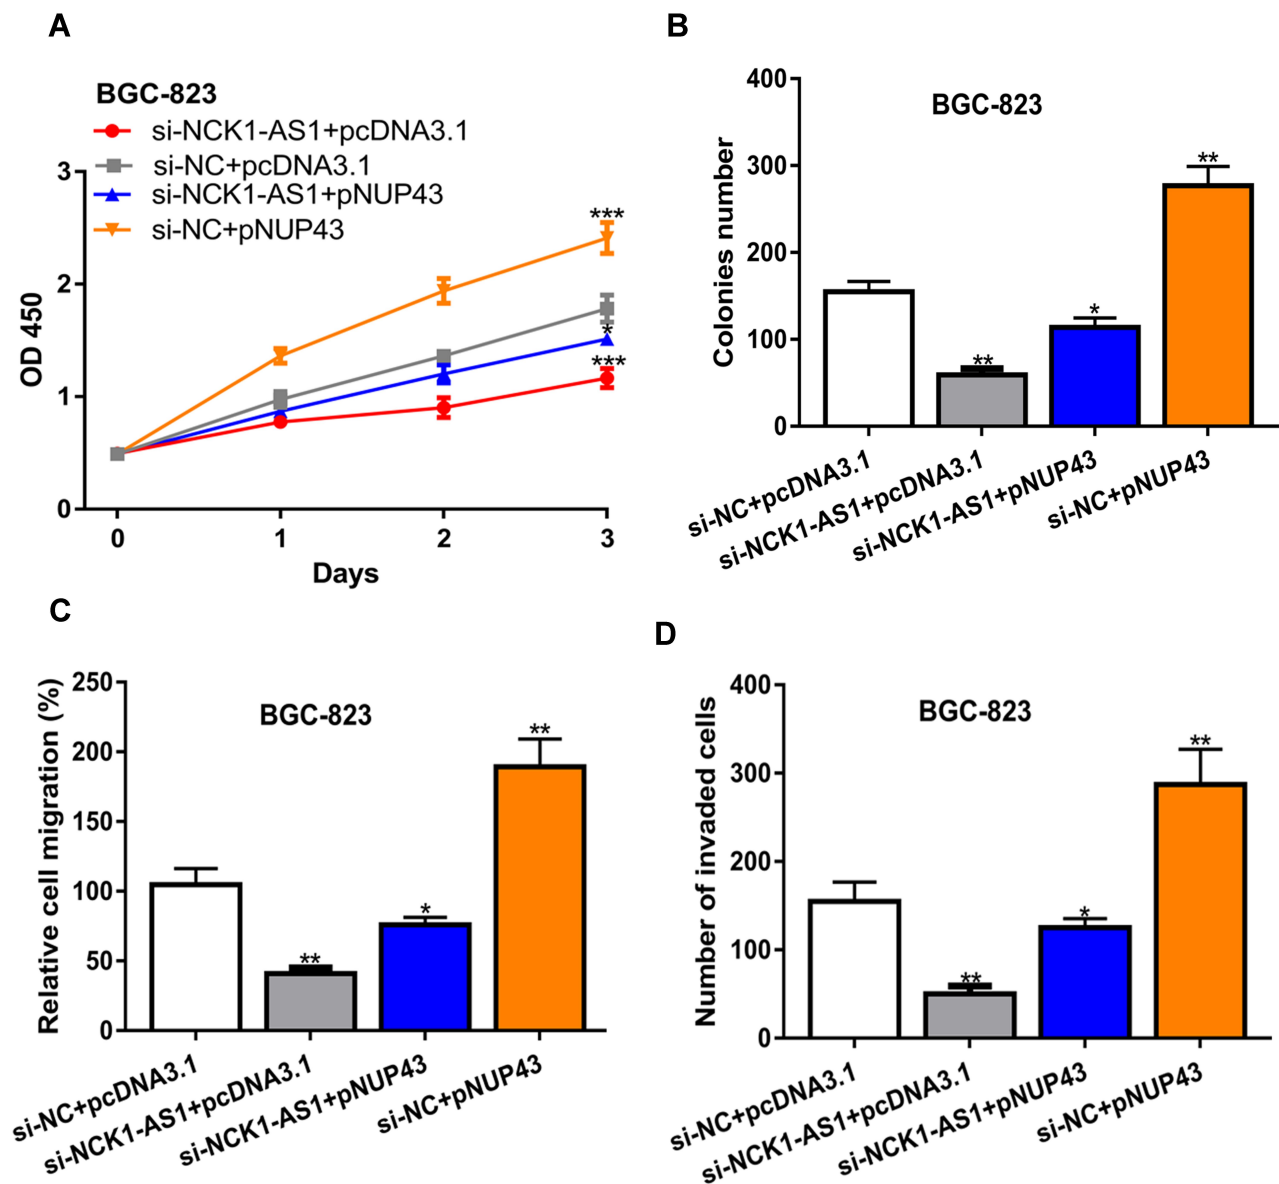 A
BGC-823
si-NCK1-AS1+pcDNA3.1
si-NC+pcDNA3.1
si-NCK1-AS1+pNUP43
si-NC+pNUP43
3
2
1
0
OD 450
***
*
***
0 1 2 3
Days
B
BGC-823
400
300
200
100
0
Colonies number
**
*
**
si-NC+pcDNA3.1
si-NCK1-AS1+pcDNA3.1
si-NCK1-AS1+pNUP43
si-NC+pNUP43
C
BGC-823
250
200
150
100
50
0
Relative cell migration (%)
**
*
**
si-NC+pcDNA3.1
si-NCK1-AS1+pcDNA3.1
si-NCK1-AS1+pNUP43
si-NC+pNUP43
D
BGC-823
400
300
200
100
0
Number of invaded cells
**
*
**
si-NC+pcDNA3.1
si-NCK1-AS1+pcDNA3.1
si-NCK1-AS1+pNUP43
si-NC+pNUP43